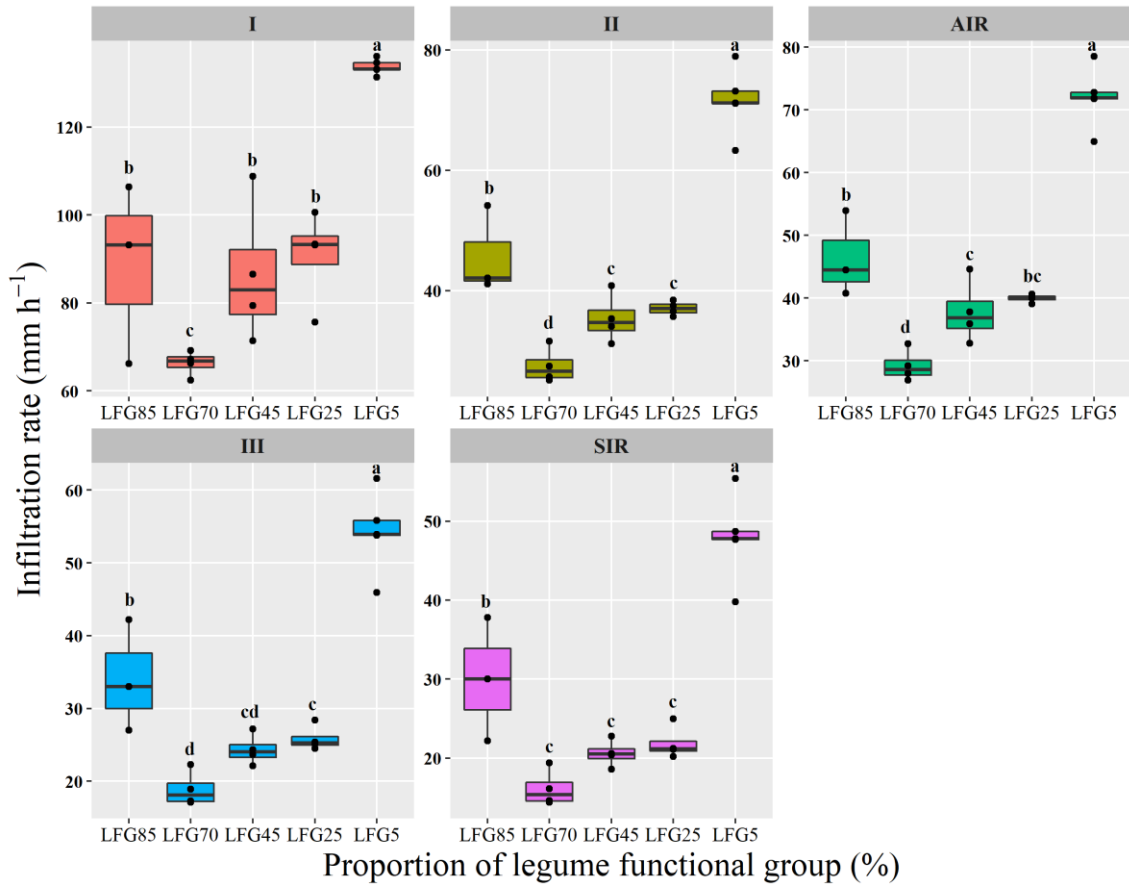 I
II
AIR
Infiltration rate (mm h⁻¹)
120
100
80
60
b
c
b
b
a
80
60
40
b
d
c
c
a
80
70
60
50
40
30
b
d
c
bc
a
LFG85 LFG70 LFG45 LFG25 LFG5
LFG85 LFG70 LFG45 LFG25 LFG5
LFG85 LFG70 LFG45 LFG25 LFG5
III
SIR
60
50
40
30
20
b
d
cd
c
a
50
40
30
20
b
c
c
c
a
LFG85 LFG70 LFG45 LFG25 LFG5
LFG85 LFG70 LFG45 LFG25 LFG5
Proportion of legume functional group (%)